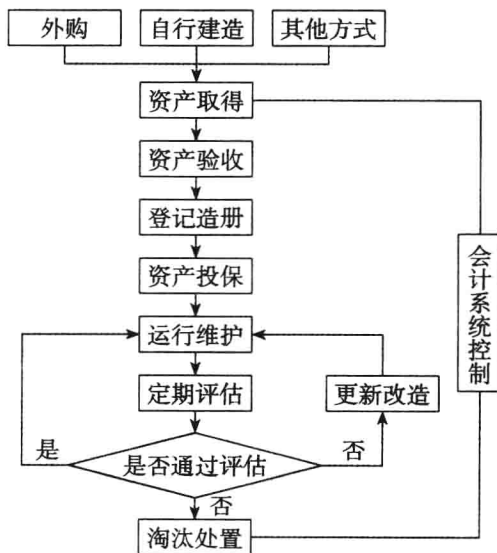 外购
自行建造
其他方式
资产取得
资产验收
登记造册
资产投保
会计系统控制
运行维护
定期评估
更新改造
是
是否通过评估
否
否
淘汰处置